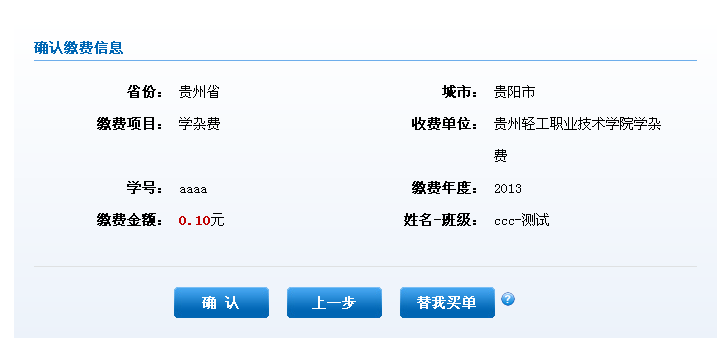 确认缴费信息
省份： 贵州省 城市： 贵阳市
缴费项目： 学杂费 收费单位： 贵州轻工职业技术学院学杂
费
学号： aaaa 缴费年度： 2013
缴费金额： 0.10元 姓名-班级： ccc-测试
确 认 上一步 替我买单 ?